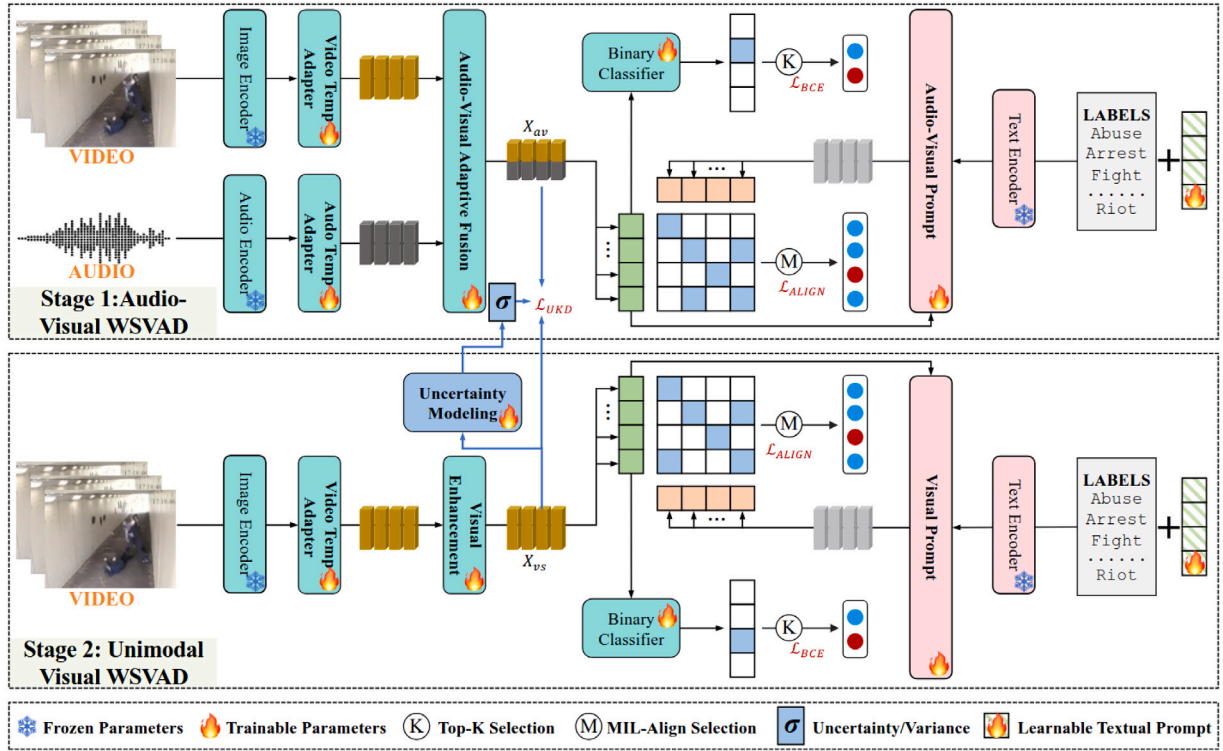 VIDEO
Image Encoder
Video Temp
Adapter
AUDIO
Audio Encoder
Audo Temp
Adapter
Audio-Visual Adaptive Fusion
X_av
Binary
Classifier
K
L_BCE
M
L_ALIGN
Audio-Visual Prompt
Text Encoder
LABELS
Abuse
Arrest
Fight
......
Riot
+
Stage 1:Audio-
Visual WSVAD
σ
L_UKD
Uncertainty
Modeling
VIDEO
Image Encoder
Video Temp
Adapter
Visual
Enhancement
X_vs
M
L_ALIGN
Binary
Classifier
K
L_BCE
Visual Prompt
Text Encoder
LABELS
Abuse
Arrest
Fight
......
Riot
+
Stage 2: Unimodal
Visual WSVAD
Frozen Parameters
Trainable Parameters
K Top-K Selection
M MIL-Align Selection
σ Uncertainty/Variance
Learnable Textual Prompt